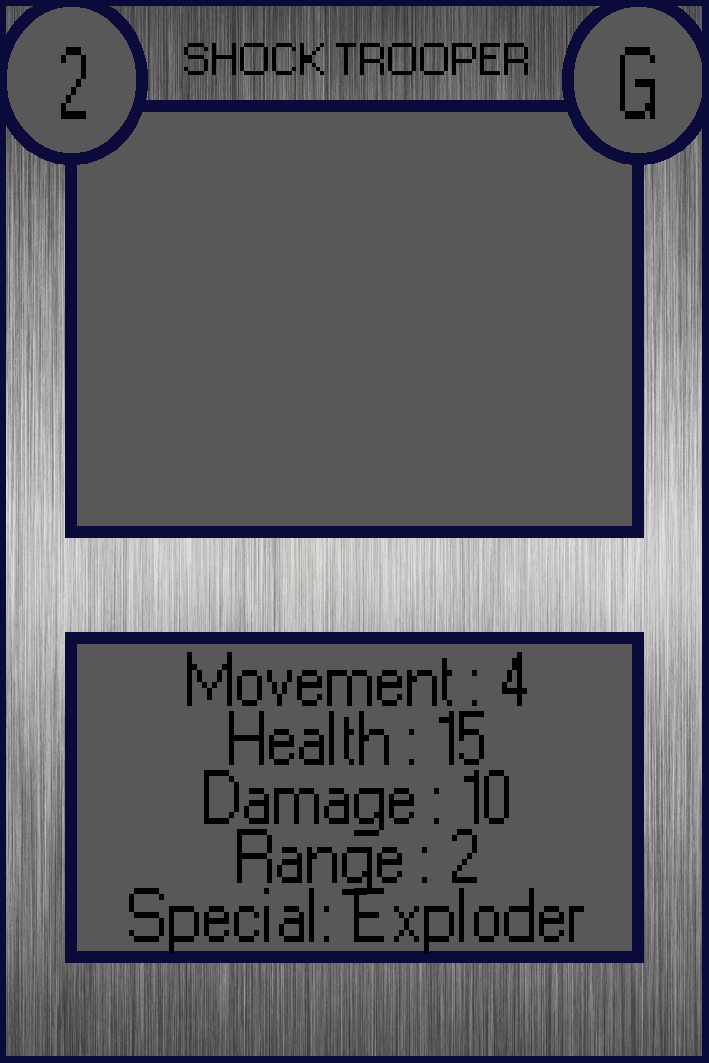 2
SHOCK TROOPER
G
Movement : 4
Health : 15
Damage : 10
Range : 2
Special: Exploder